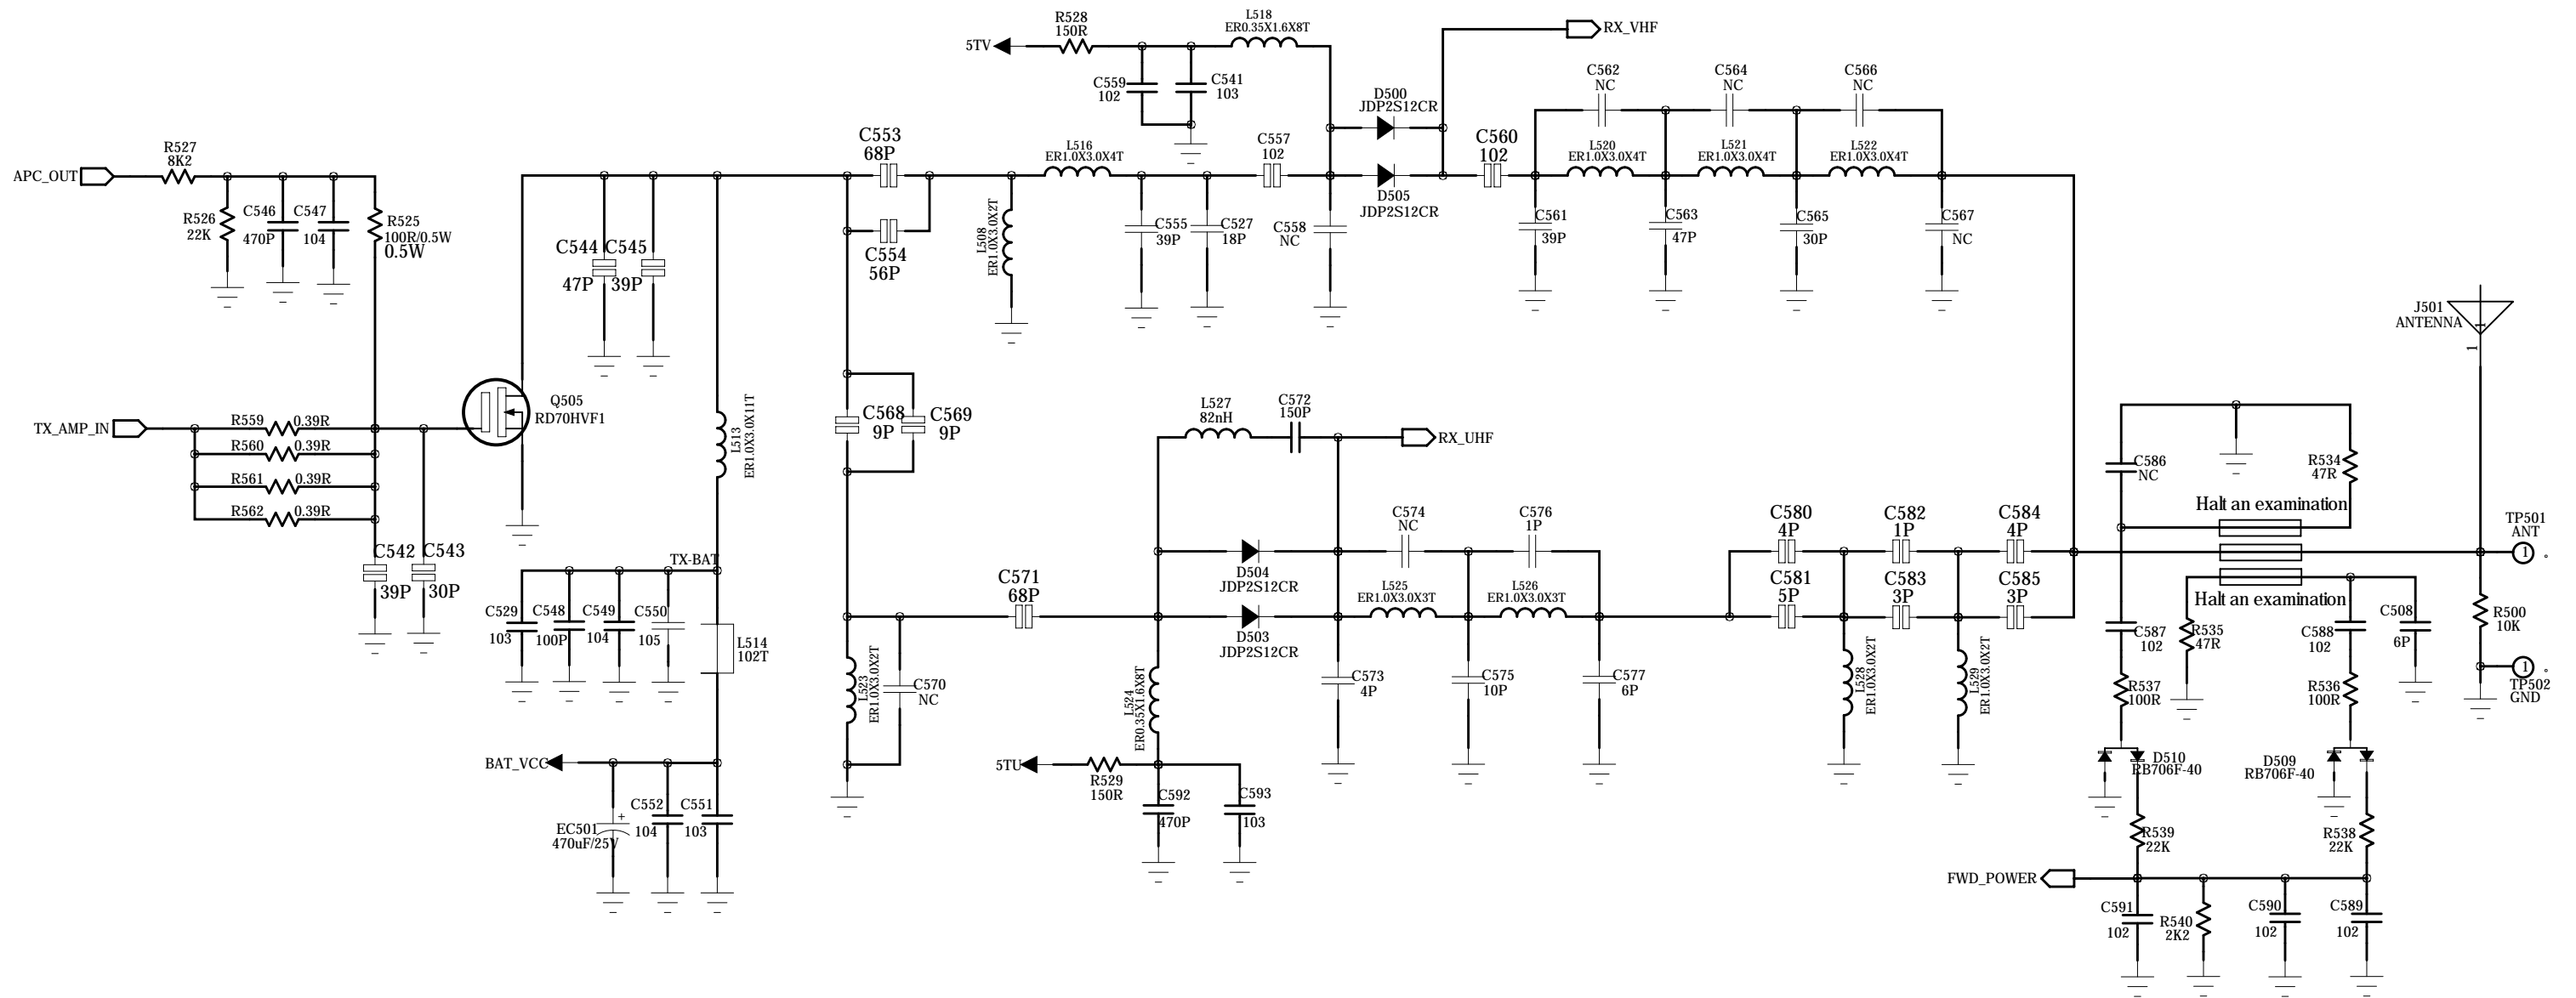 R528
150R
5TV
L518
ER0.35X1.6X8T
RX_VHF
C559
102
C541
103
D500
JDP2S12CR
C562
NC
C564
NC
C566
NC
R527
8K2
APC_OUT
C553
68P
L516
ER1.0X3.0X4T
C557
102
C560
102
L520
ER1.0X3.0X4T
L521
ER1.0X3.0X4T
L522
ER1.0X3.0X4T
D505
JDP2S12CR
R526
22K
C546
470P
C547
104
R525
100R/0.5W
0.5W
C544
47P
C545
39P
C554
56P
L508
ER1.0X3.0X2T
C555
39P
C527
18P
C558
NC
C561
39P
C563
47P
C565
30P
C567
NC
J501
ANTENNA
1
1
Q505
RD70HVF1
TX_AMP_IN
R559
0.39R
R560
0.39R
R561
0.39R
R562
0.39R
L513
ER1.0X3.0X11T
C568
9P
C569
9P
L527
82nH
C572
150P
RX_UHF
C586
NC
R534
47R
Halt an examination
C542
39P
C543
30P
TX-BAT
C529
103
C548
100P
C549
104
C550
105
L514
102T
C571
68P
D504
JDP2S12CR
D503
JDP2S12CR
C574
NC
C576
1P
L525
ER1.0X3.0X3T
L526
ER1.0X3.0X3T
C580
4P
C581
5P
C582
1P
C583
3P
C584
4P
C585
3P
TP501
ANT
1
Halt an examination
L523
ER1.0X3.0X2T
C570
NC
L524
ER0.35X1.6X8T
C573
4P
C575
10P
C577
6P
L528
ER1.0X3.0X2T
L529
ER1.0X3.0X2T
C587
102
R535
47R
C588
102
C508
6P
R500
10K
1
TP502
GND
R537
100R
R536
100R
BAT_VCC
5TU
R529
150R
C592
470P
C593
103
D510
RB706F-40
D509
RB706F-40
EC501
470uF/25V
+
C552
104
C551
103
R539
22K
R538
22K
FWD_POWER
C591
102
R540
2K2
C590
102
C589
102